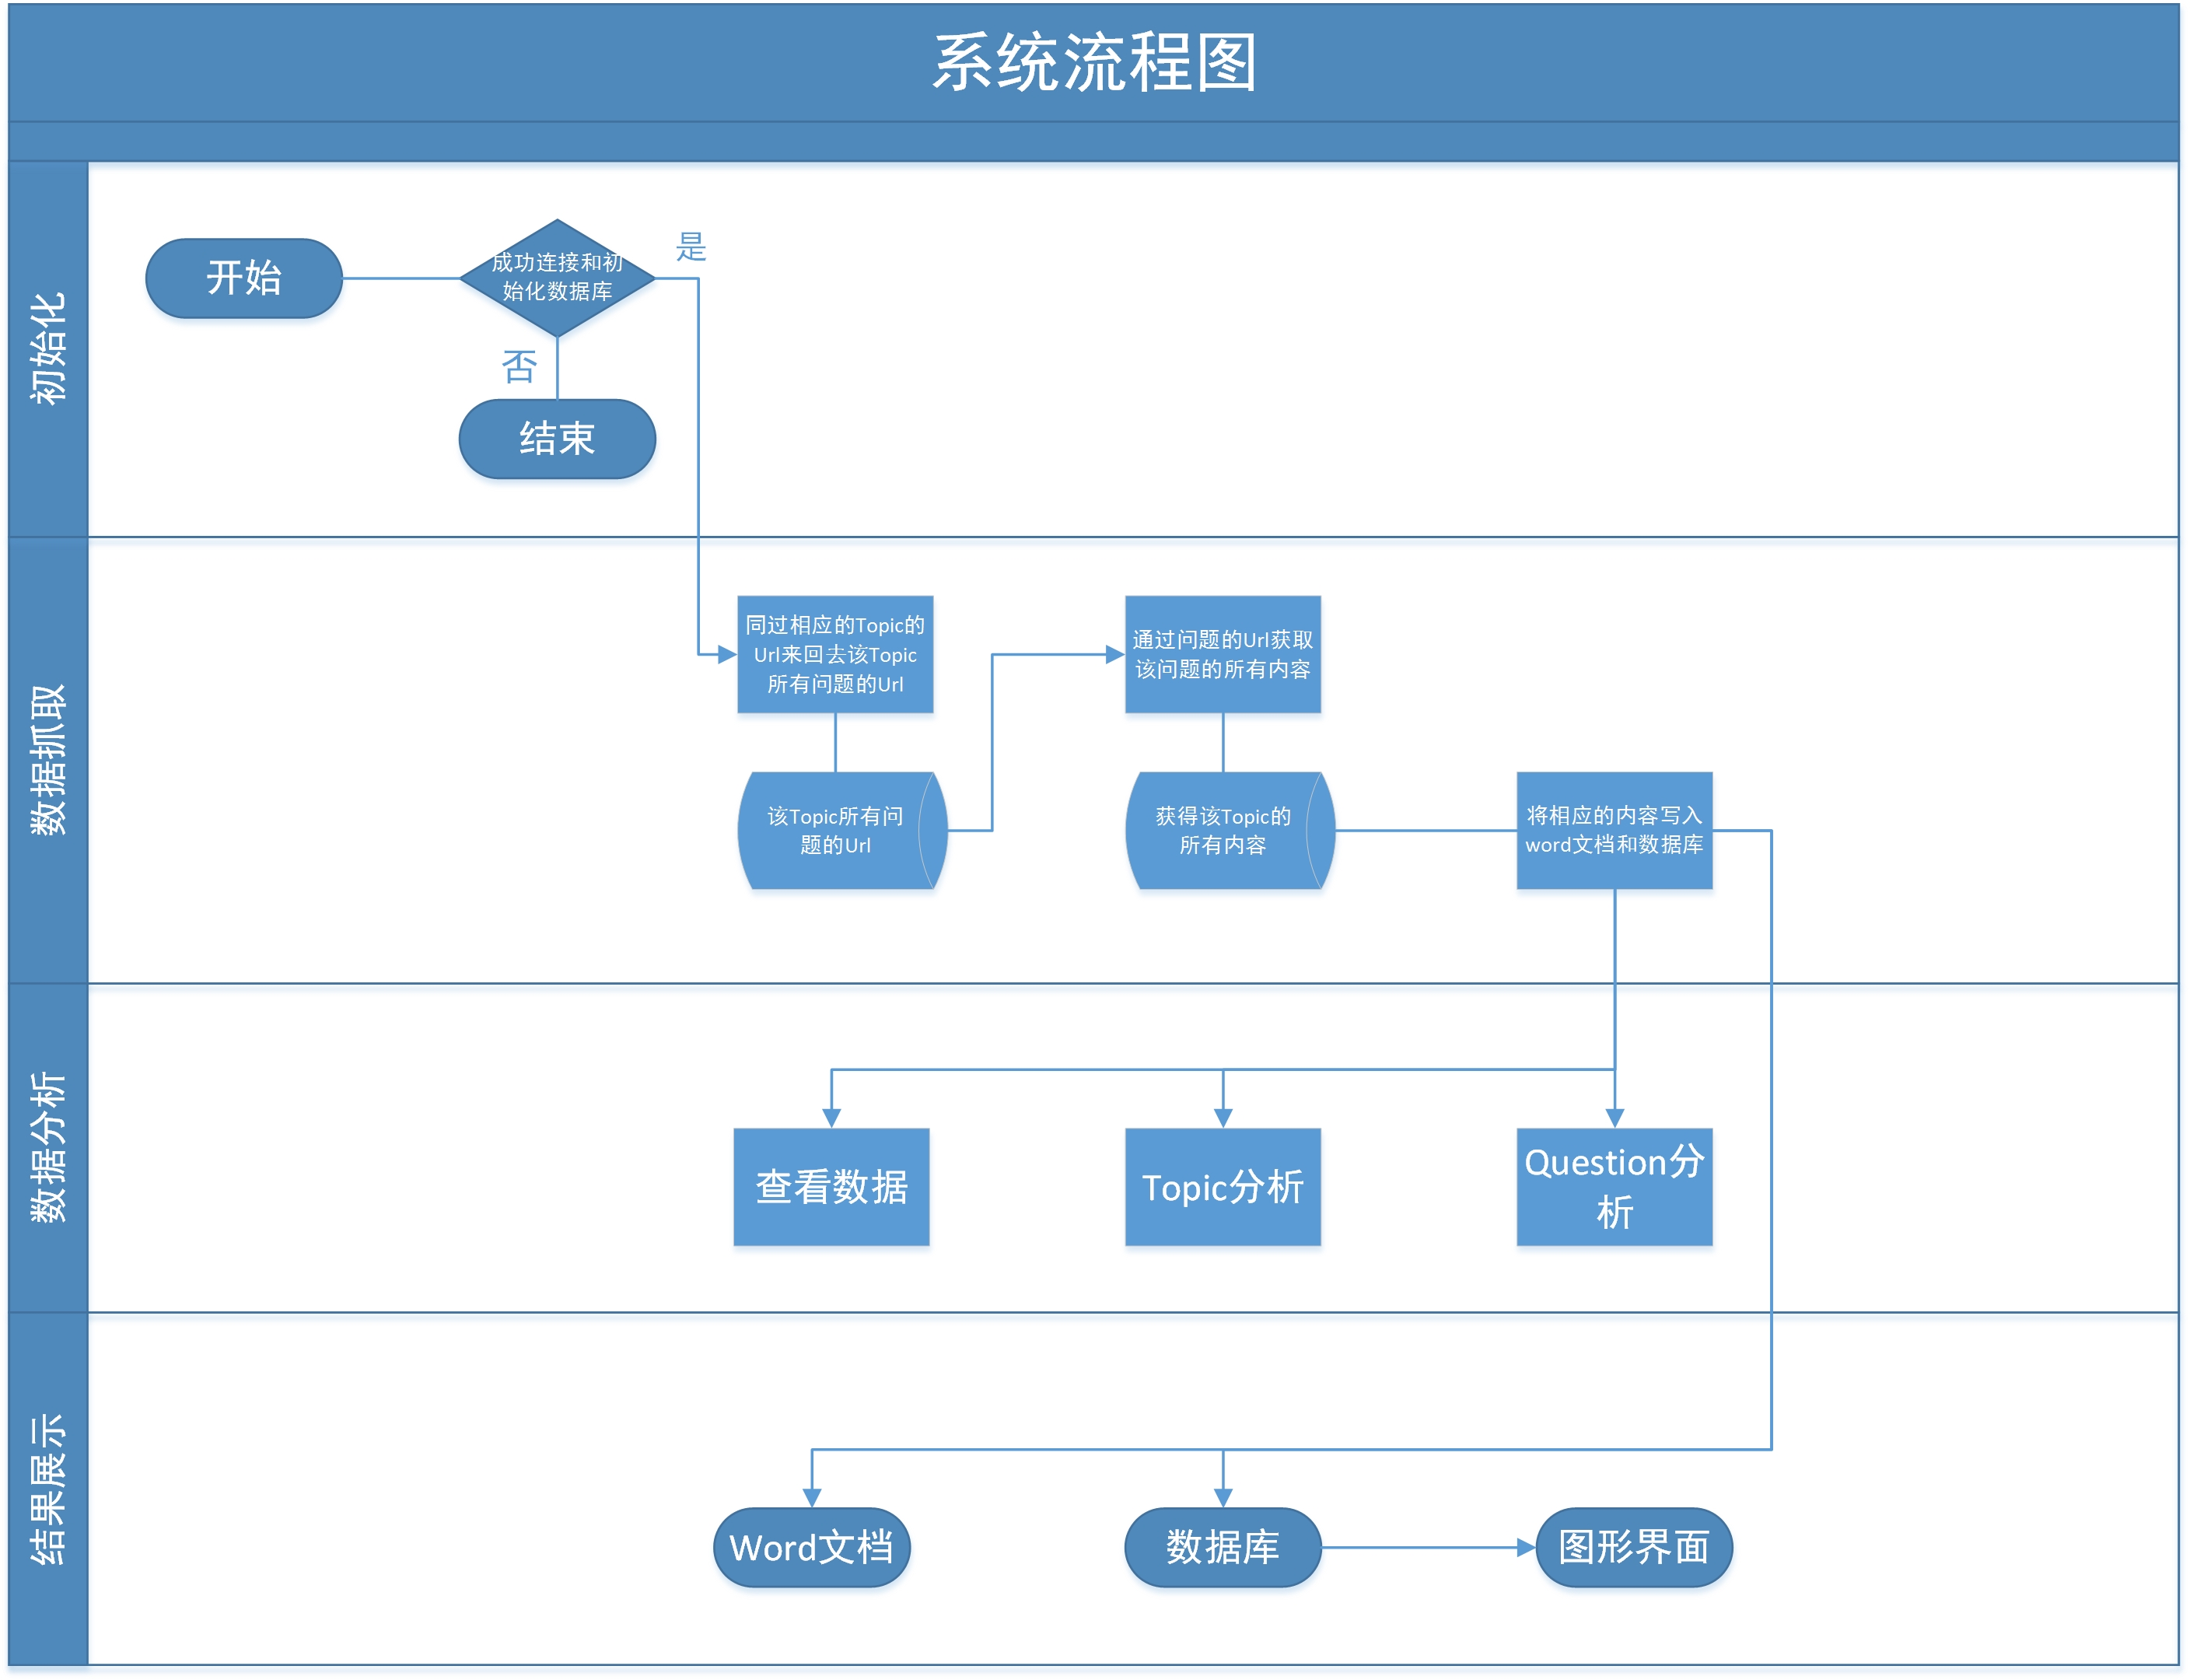 系统流程图
初始化
开始
成功连接和初
始化数据库
是
否
结束
数据抓取
同过相应的Topic的
Url来回去该Topic
所有问题的Url
通过问题的Url获取
该问题的所有内容
该Topic所有问
题的Url
获得该Topic的
所有内容
将相应的内容写入
word文档和数据库
数据分析
查看数据
Topic分析
Question分
析
结果展示
Word文档
数据库
图形界面